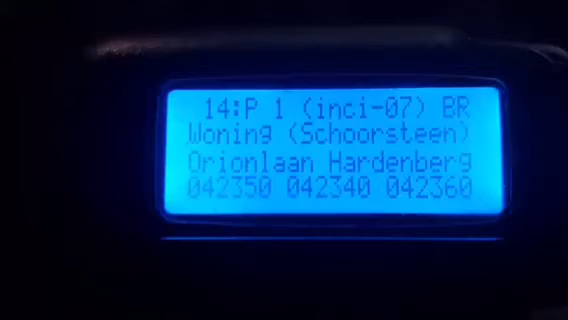 14:P 1 (inci-07) BR
Woning (Schoorsteen)
Orionlaan Hardenberg
042350 042340 042360